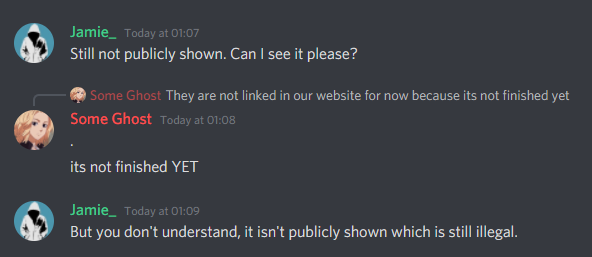 Jamie_ Today at 01:07
Still not publicly shown. Can I see it please?
Some Ghost They are not linked in our website for now because its not finished yet
Some Ghost Today at 01:08
.
its not finished YET
Jamie_ Today at 01:09
But you don't understand, it isn't publicly shown which is still illegal.